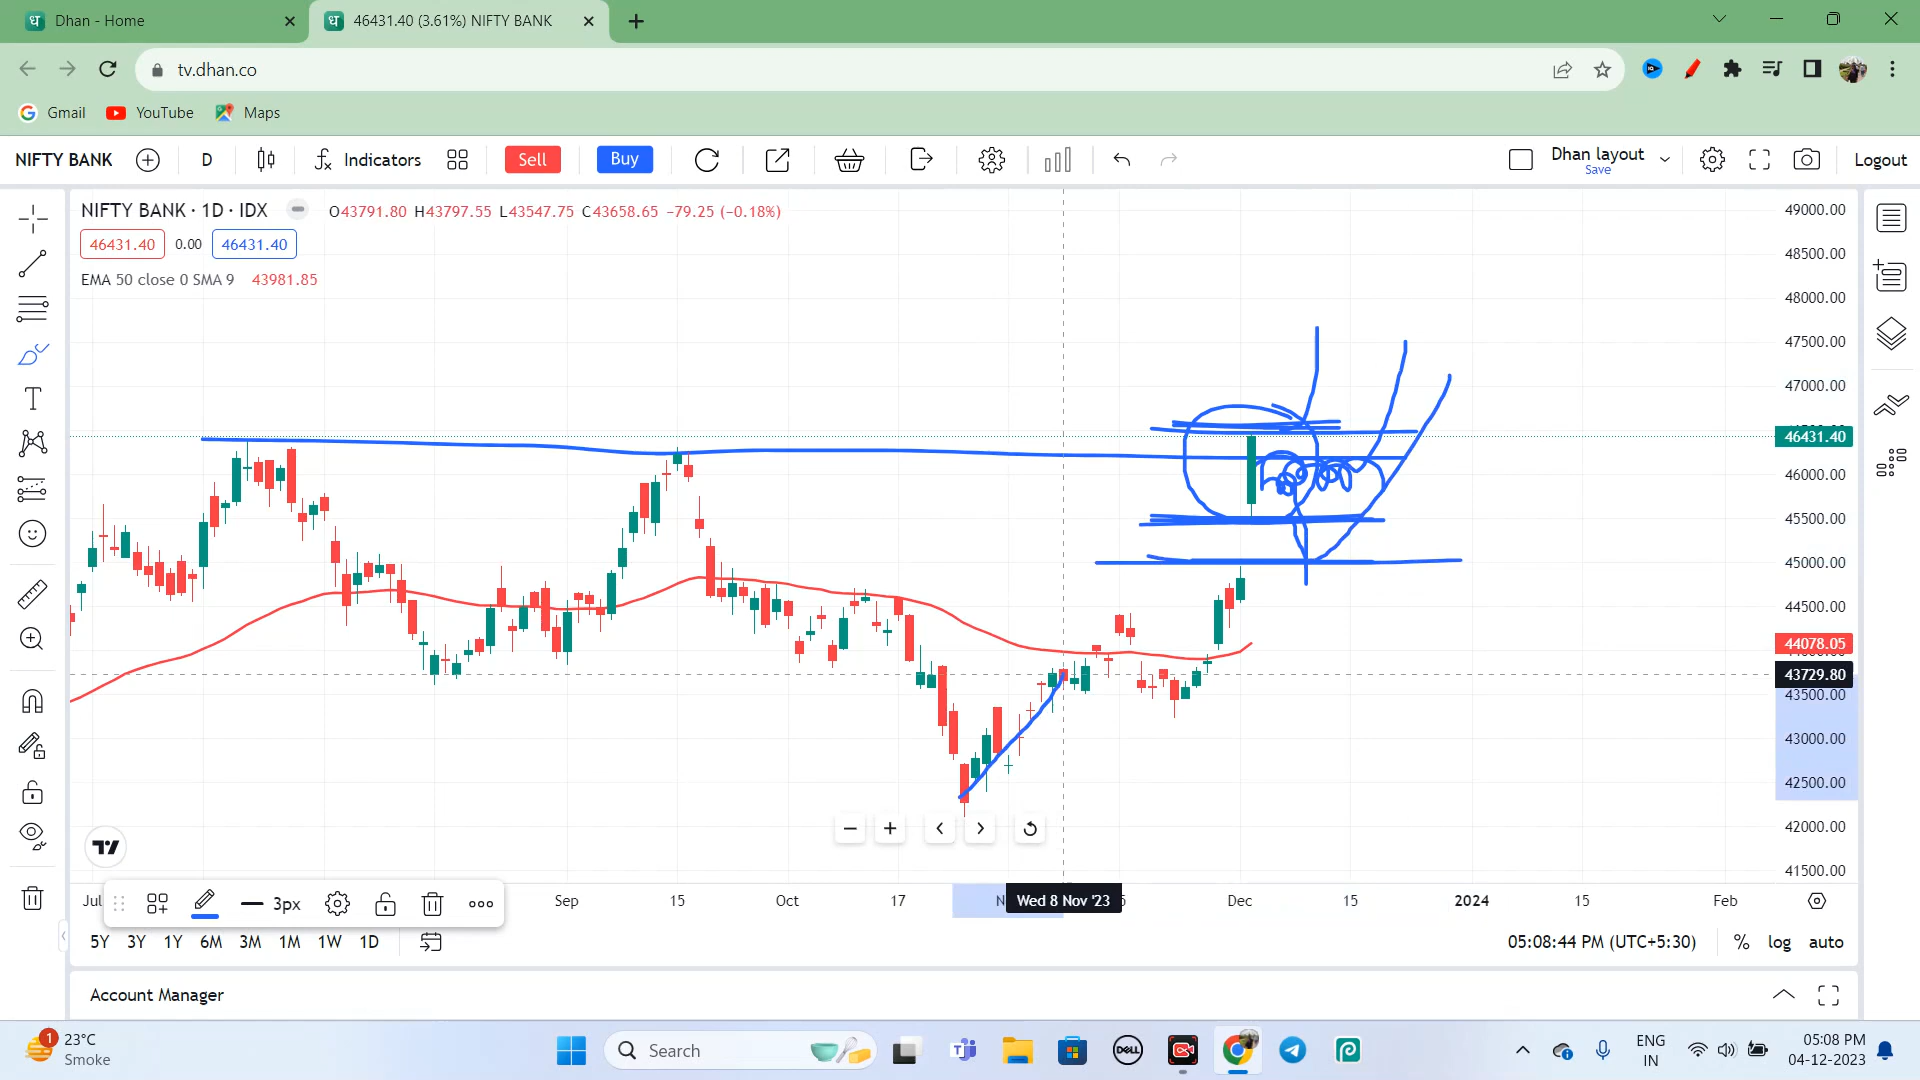 ध Dhan - Home
ध 46431.40 (3.61%) NIFTY BANK
tv.dhan.co
Gmail YouTube Maps
NIFTY BANK D Indicators Sell Buy Dhan layout Save Logout
NIFTY BANK · 1D · IDX O43791.80 H43797.55 L43547.75 C43658.65 −79.25 (−0.18%)
46431.40 0.00 46431.40
EMA 50 close 0 SMA 9 43981.85
49000.00
48500.00
48000.00
47500.00
47000.00
46431.40
46000.00
45500.00
45000.00
44500.00
44078.05
43729.80
43500.00
43000.00
42500.00
42000.00
41500.00
Sep 15 Oct 17 Wed 8 Nov '23 Dec 15 2024 15 Feb
3px
5Y 3Y 1Y 6M 3M 1M 1W 1D 05:08:44 PM (UTC+5:30) % log auto
Account Manager
1 23°C
Smoke
Search
DELL
ENG
IN
05:08 PM
04-12-2023